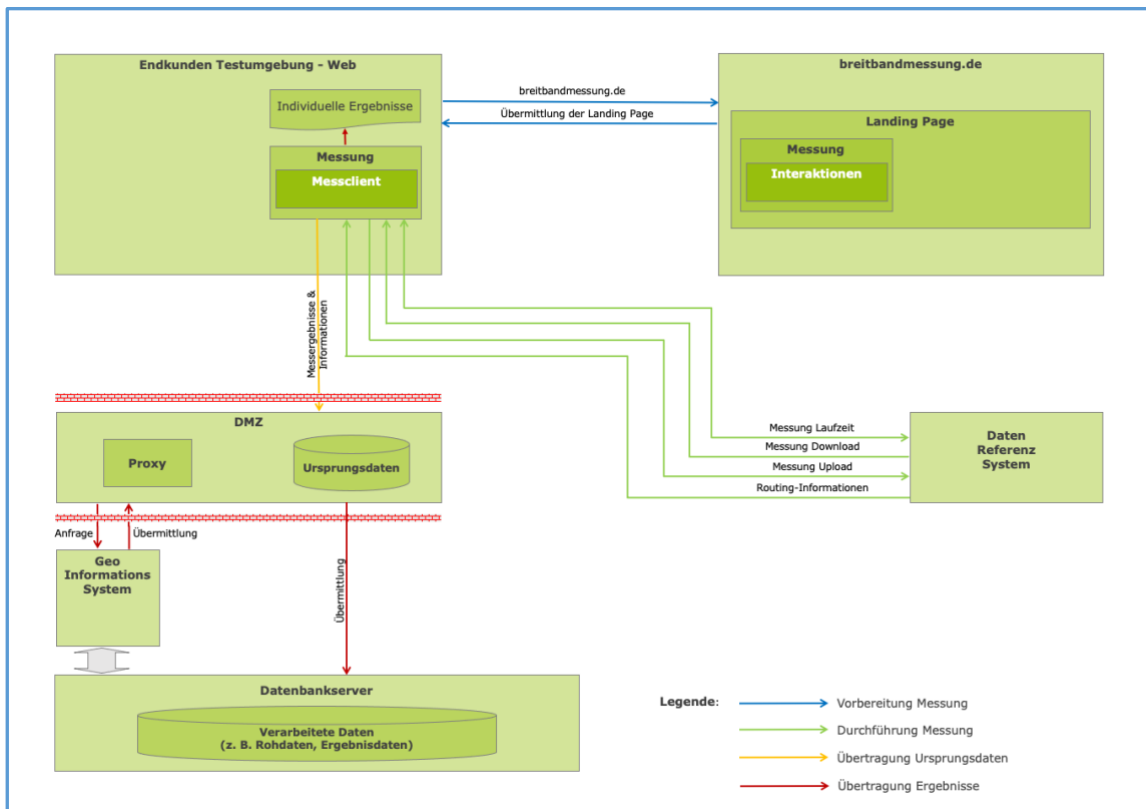 Endkunden Testumgebung - Web
Individuelle Ergebnisse
Messung
Messclient
breitbandmessung.de
Übermittlung der Landing Page
breitbandmessung.de
Landing Page
Messung
Interaktionen
Messergebnisse &
Informationen
DMZ
Proxy
Ursprungsdaten
Messung Laufzeit
Messung Download
Messung Upload
Routing-Informationen
Daten
Referenz
System
Anfrage
Übermittlung
Geo
Informations
System
Übermittlung
Datenbankserver
Verarbeitete Daten
(z. B. Rohdaten, Ergebnisdaten)
Legende:
Vorbereitung Messung
Durchführung Messung
Übertragung Ursprungsdaten
Übertragung Ergebnisse